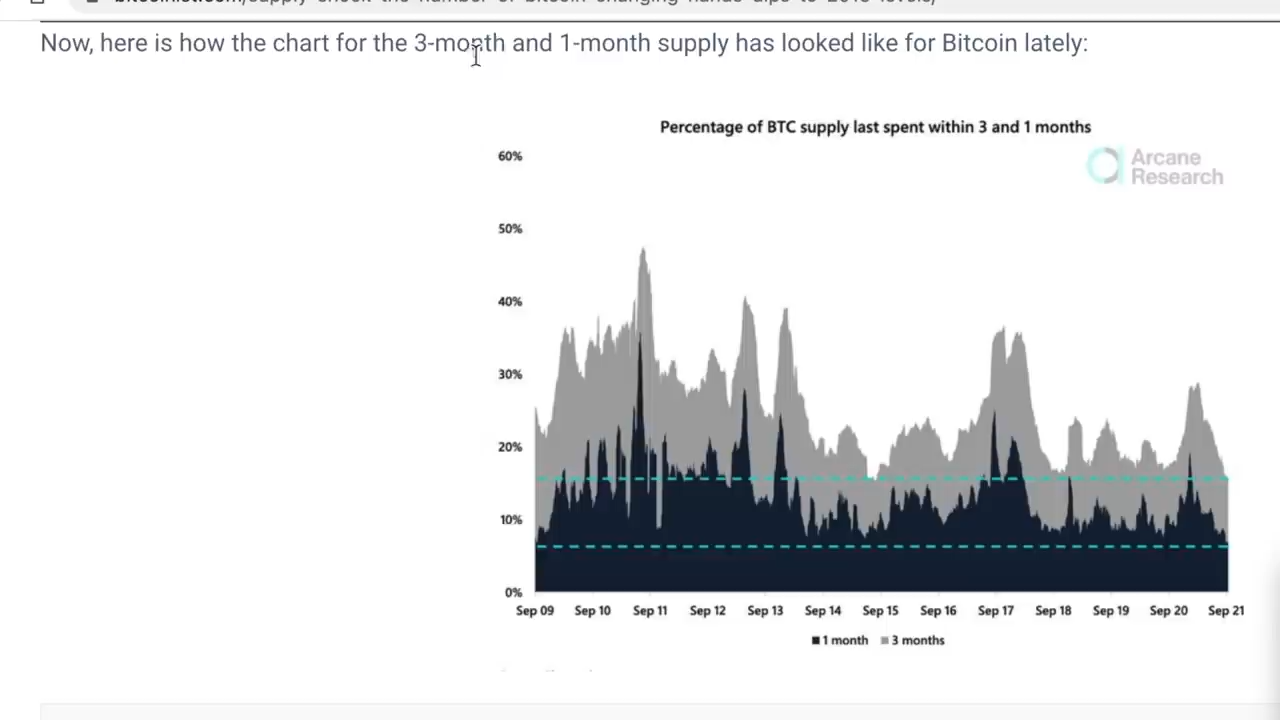 Now, here is how the chart for the 3-month and 1-month supply has looked like for Bitcoin lately:
Percentage of BTC supply last spent within 3 and 1 months
Arcane
Research
60%
50%
40%
30%
20%
10%
0%
Sep 09 Sep 10 Sep 11 Sep 12 Sep 13 Sep 14 Sep 15 Sep 16 Sep 17 Sep 18 Sep 19 Sep 20 Sep 21
1 month 3 months